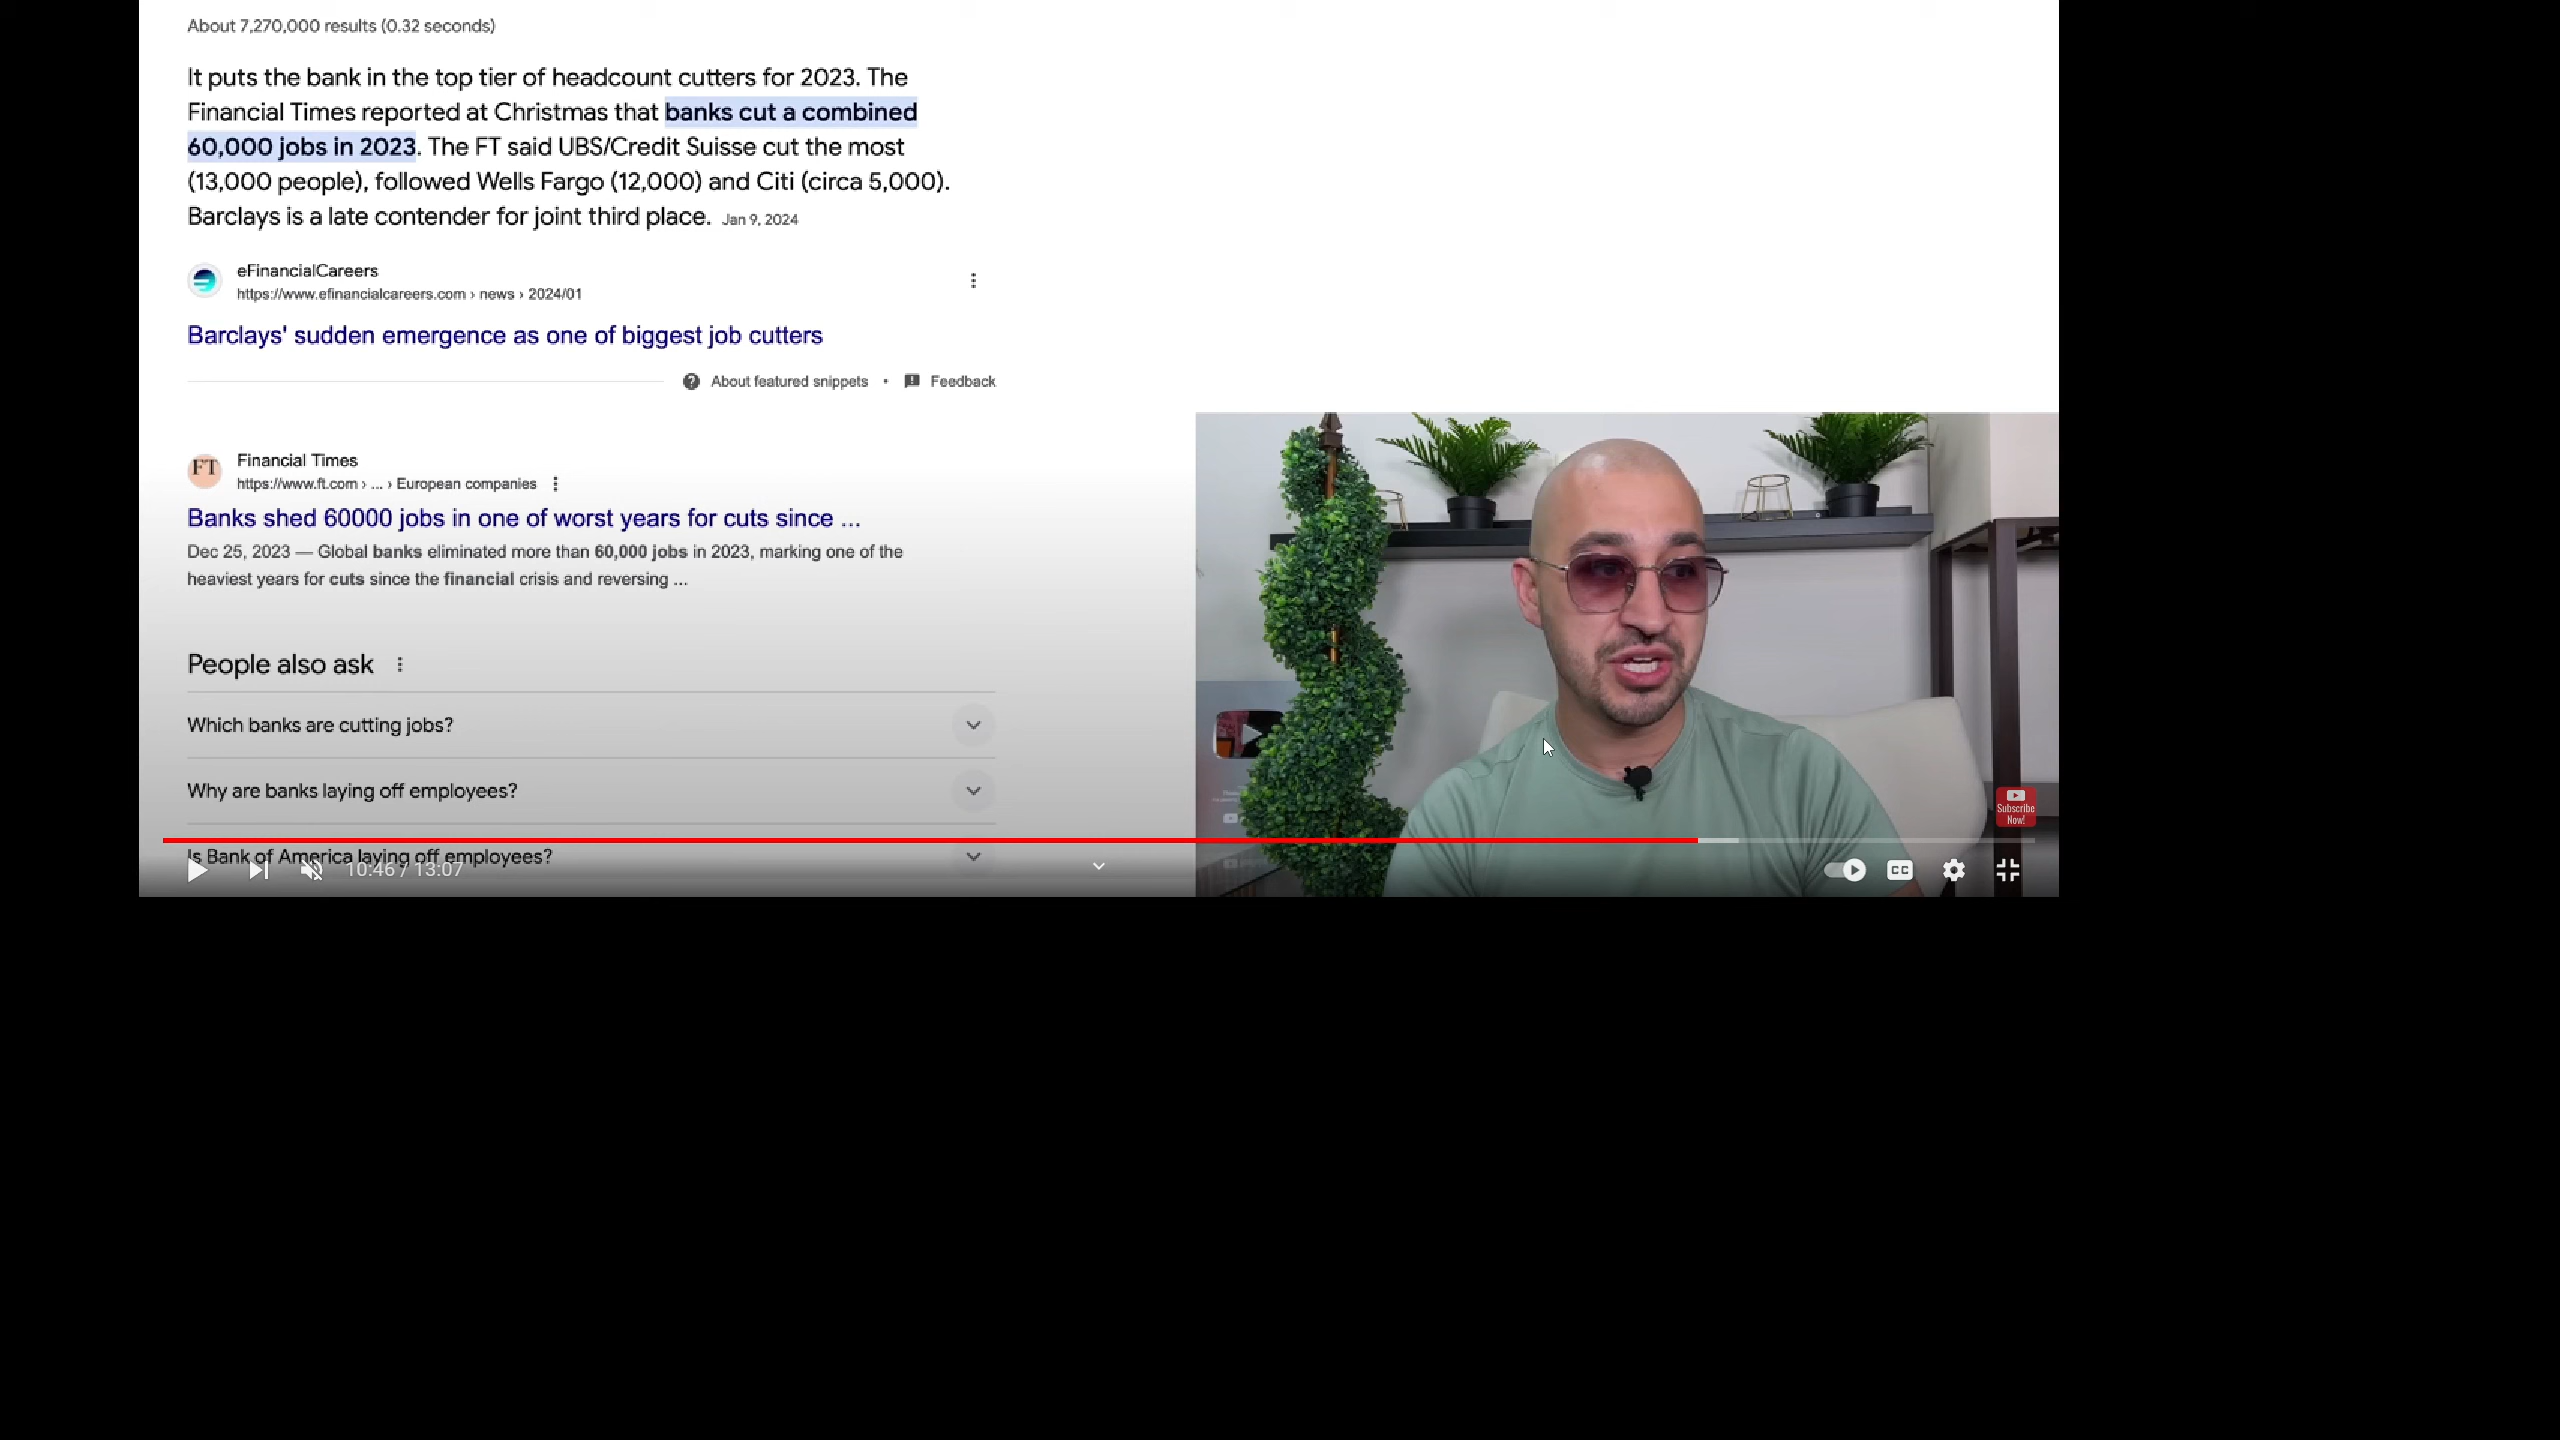 About 7,270,000 results (0.32 seconds)
It puts the bank in the top tier of headcount cutters for 2023. The
Financial Times reported at Christmas that banks cut a combined
60,000 jobs in 2023. The FT said UBS/Credit Suisse cut the most
(13,000 people), followed Wells Fargo (12,000) and Citi (circa 5,000).
Barclays is a late contender for joint third place. Jan 9, 2024
eFinancialCareers
https://www.efinancialcareers.com › news › 2024/01
Barclays' sudden emergence as one of biggest job cutters
About featured snippets • Feedback
FT
Financial Times
https://www.ft.com › ... › European companies
Banks shed 60000 jobs in one of worst years for cuts since ...
Dec 25, 2023 — Global banks eliminated more than 60,000 jobs in 2023, marking one of the
heaviest years for cuts since the financial crisis and reversing ...
People also ask
Which banks are cutting jobs?
Why are banks laying off employees?
Is Bank of America laying off employees?
10:46 / 13:07
Subscribe
Now!
CC